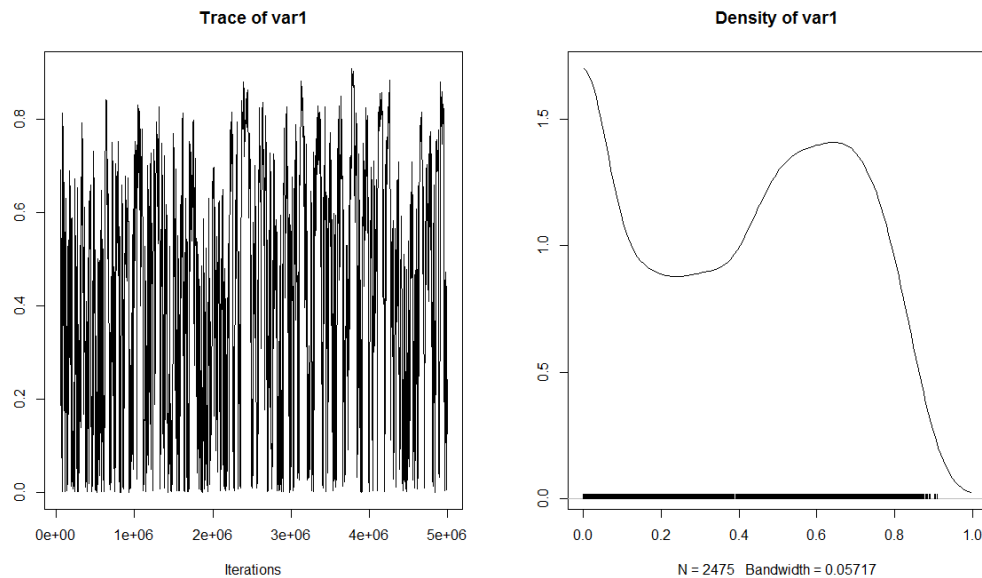 Trace of var1
0.8
0.6
0.4
0.2
0.0
0e+00 1e+06 2e+06 3e+06 4e+06 5e+06
Iterations
Density of var1
1.5
1.0
0.5
0.0
0.0 0.2 0.4 0.6 0.8 1.0
N = 2475 Bandwidth = 0.05717